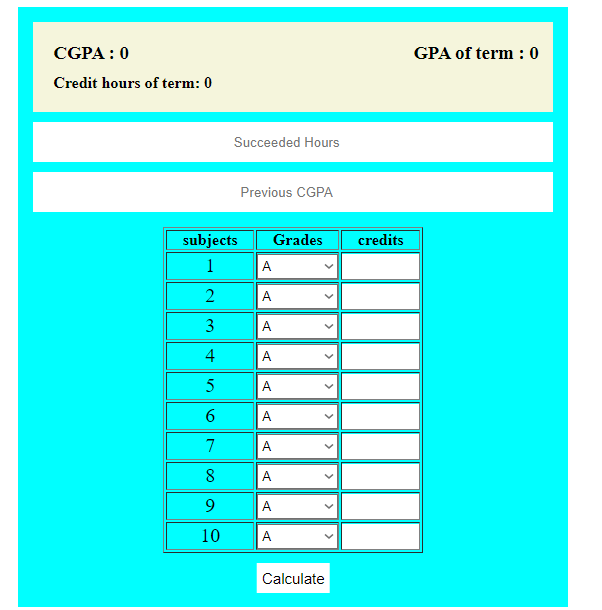 CGPA : 0 GPA of term : 0
Credit hours of term: 0
Succeeded Hours
Previous CGPA
subjects Grades credits
1 A
2 A
3 A
4 A
5 A
6 A
7 A
8 A
9 A
10 A
Calculate